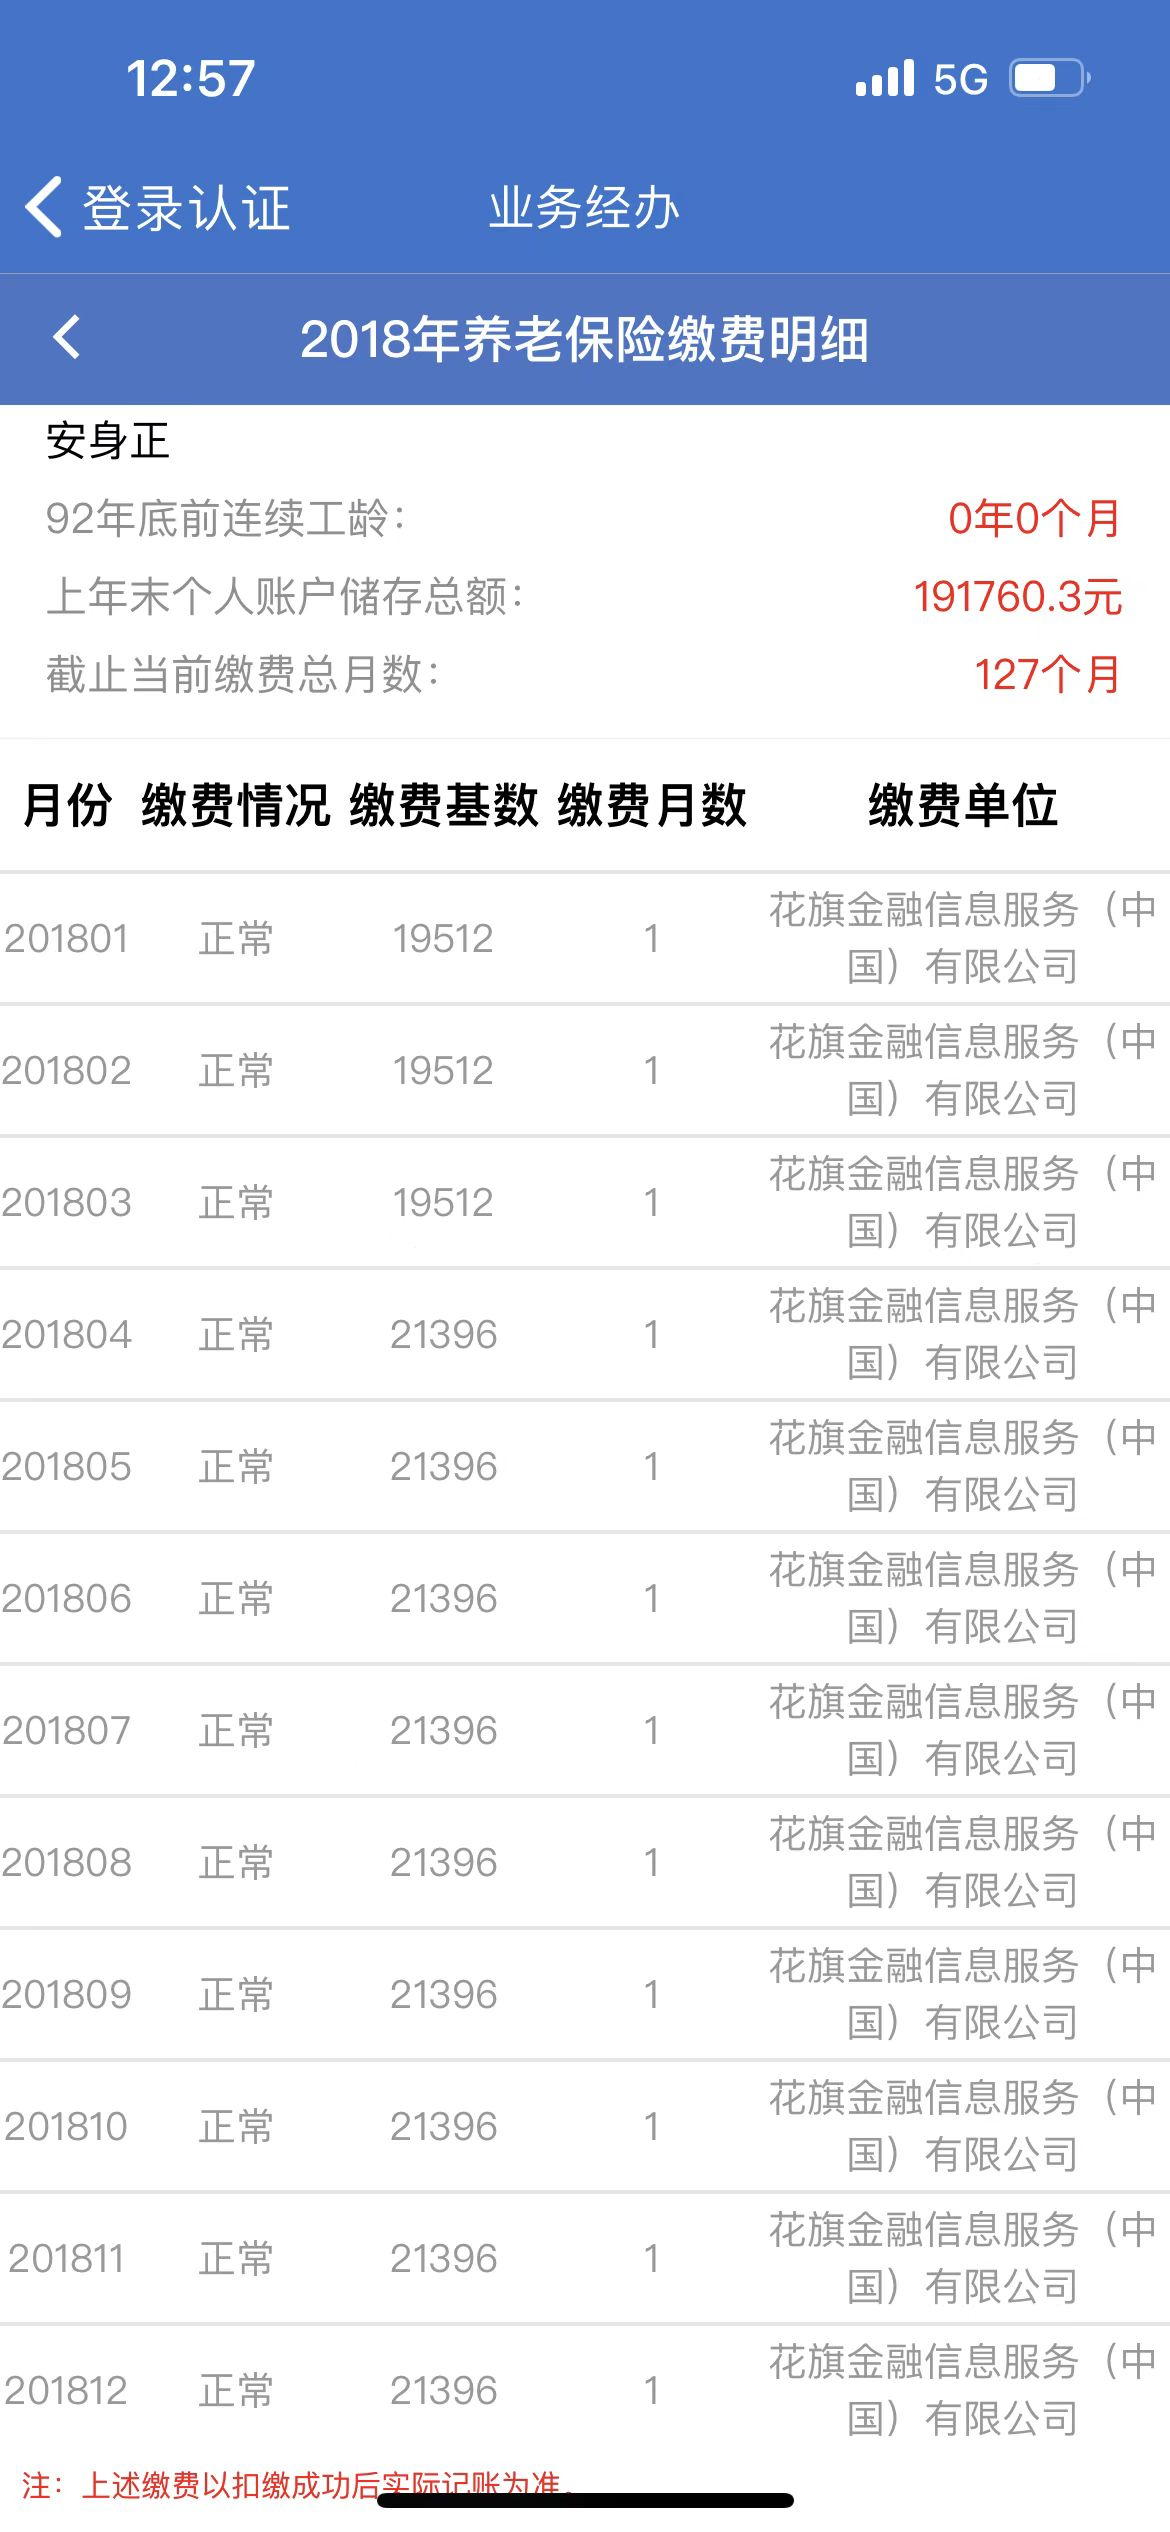 12:57 5G
登录认证 业务经办
2018年养老保险缴费明细
安身正
92年底前连续工龄: 0年0个月
上年末个人账户储存总额: 191760.3元
截止当前缴费总月数: 127个月
月份 缴费情况 缴费基数 缴费月数 缴费单位
201801 正常 19512 1 花旗金融信息服务（中
国）有限公司
201802 正常 19512 1 花旗金融信息服务（中
国）有限公司
201803 正常 19512 1 花旗金融信息服务（中
国）有限公司
201804 正常 21396 1 花旗金融信息服务（中
国）有限公司
201805 正常 21396 1 花旗金融信息服务（中
国）有限公司
201806 正常 21396 1 花旗金融信息服务（中
国）有限公司
201807 正常 21396 1 花旗金融信息服务（中
国）有限公司
201808 正常 21396 1 花旗金融信息服务（中
国）有限公司
201809 正常 21396 1 花旗金融信息服务（中
国）有限公司
201810 正常 21396 1 花旗金融信息服务（中
国）有限公司
201811 正常 21396 1 花旗金融信息服务（中
国）有限公司
201812 正常 21396 1 花旗金融信息服务（中
国）有限公司
注：上述缴费以扣缴成功后实际记账为准。